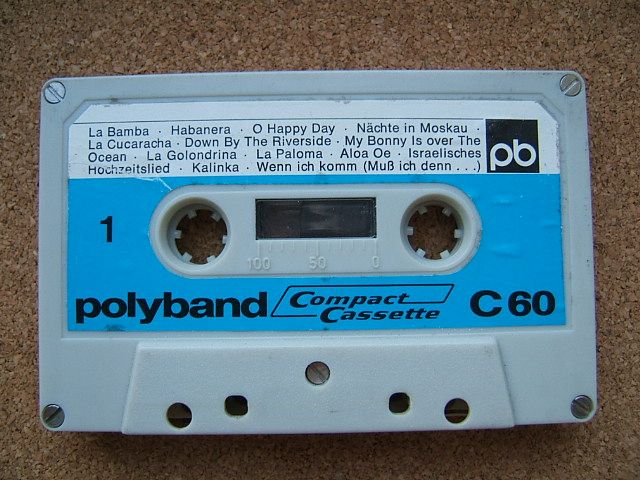 La Bamba · Habanera · O Happy Day · Nächte in Moskau ·
La Cucaracha · Down By The Riverside · My Bonny Is over The
Ocean · La Golondrina · La Paloma · Aloa Oe · Israelisches
Hochzeitslied · Kalinka · Wenn ich komm (Muß ich denn . . .)
pb
1
100 50 0
polyband Compact Cassette C 60